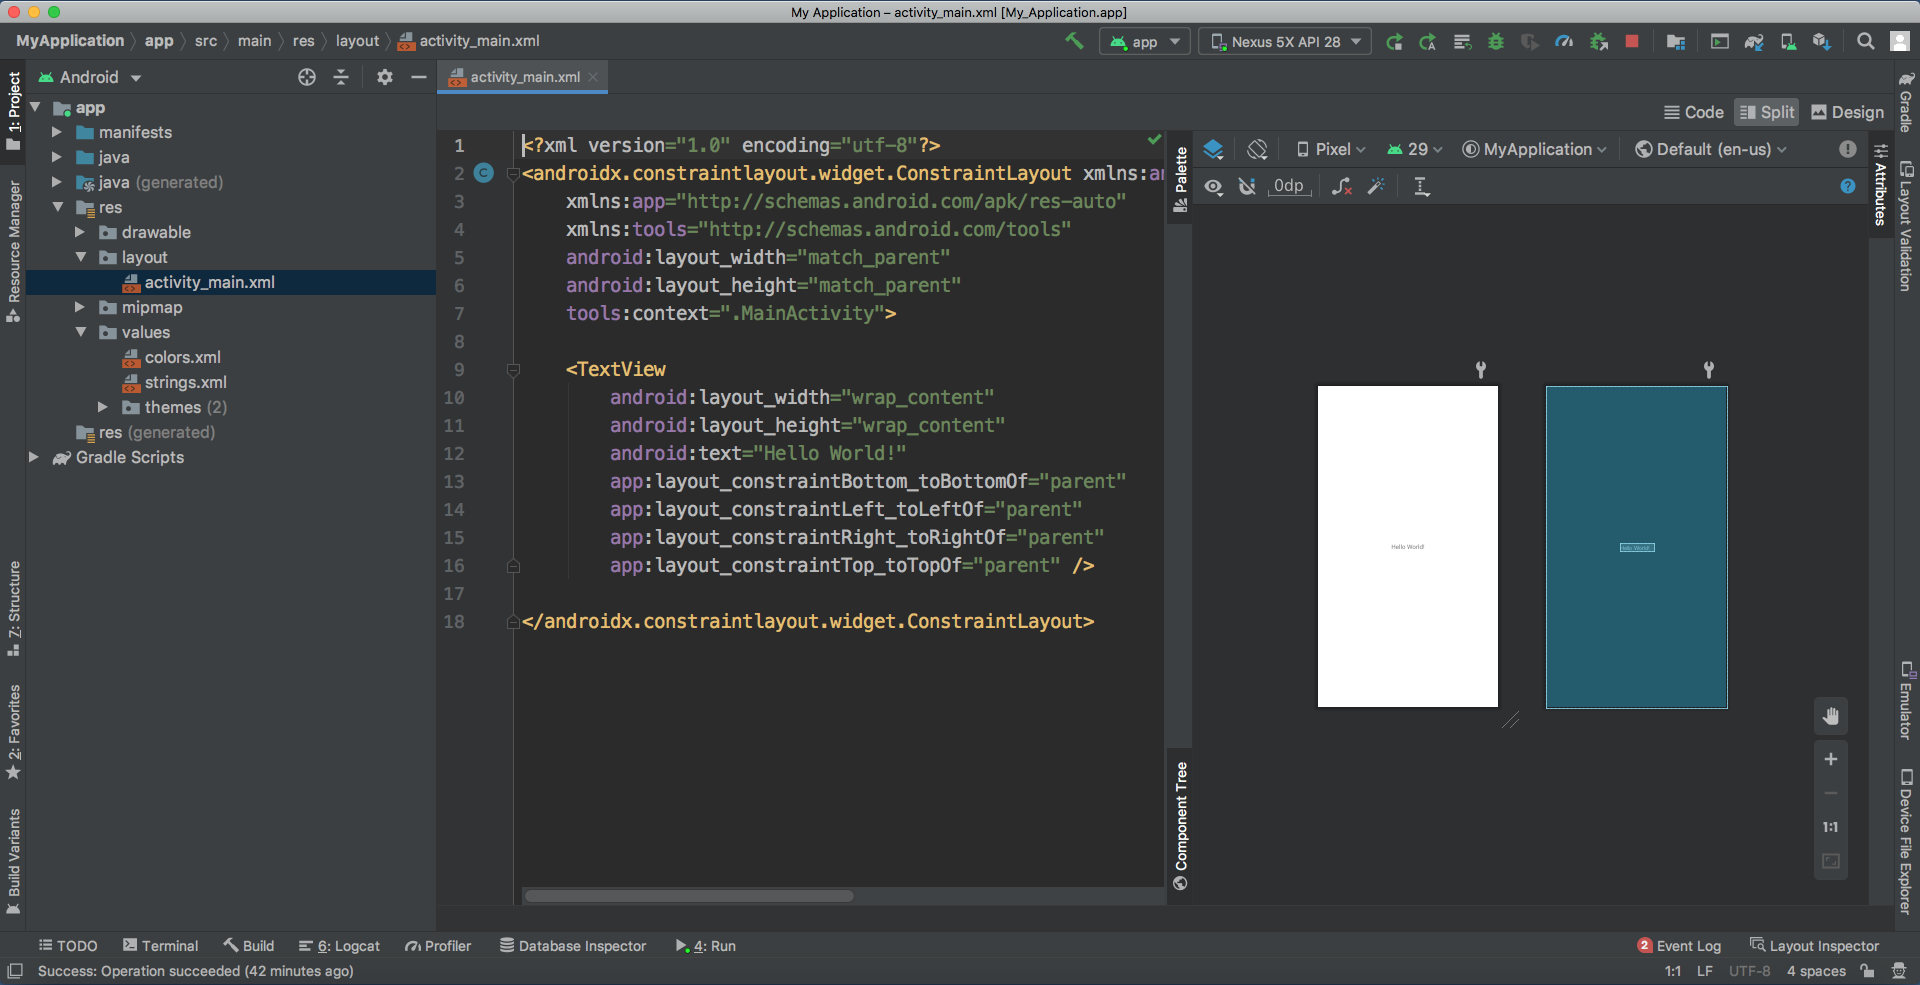 My Application – activity_main.xml [My_Application.app]
MyApplication app src main res layout activity_main.xml
app
Nexus 5X API 28
1: Project
Resource Manager
7: Structure
2: Favorites
Build Variants
Android
app
manifests
java
java (generated)
res
drawable
layout
activity_main.xml
mipmap
values
colors.xml
strings.xml
themes (2)
res (generated)
Gradle Scripts
activity_main.xml
Code Split Design
1 <?xml version="1.0" encoding="utf-8"?>
2 <androidx.constraintlayout.widget.ConstraintLayout xmlns:a
3 xmlns:app="http://schemas.android.com/apk/res-auto"
4 xmlns:tools="http://schemas.android.com/tools"
5 android:layout_width="match_parent"
6 android:layout_height="match_parent"
7 tools:context=".MainActivity">
8
9 <TextView
10 android:layout_width="wrap_content"
11 android:layout_height="wrap_content"
12 android:text="Hello World!"
13 app:layout_constraintBottom_toBottomOf="parent"
14 app:layout_constraintLeft_toLeftOf="parent"
15 app:layout_constraintRight_toRightOf="parent"
16 app:layout_constraintTop_toTopOf="parent" />
17
18 </androidx.constraintlayout.widget.ConstraintLayout>
C
Palette
Component Tree
Pixel 29 MyApplication Default (en-us)
0dp
Hello World!
Hello World!
1:1
Attributes
Gradle
Layout Validation
Emulator
Device File Explorer
TODO Terminal Build 6: Logcat Profiler Database Inspector 4: Run
2 Event Log Layout Inspector
Success: Operation succeeded (42 minutes ago)
1:1 LF UTF-8 4 spaces